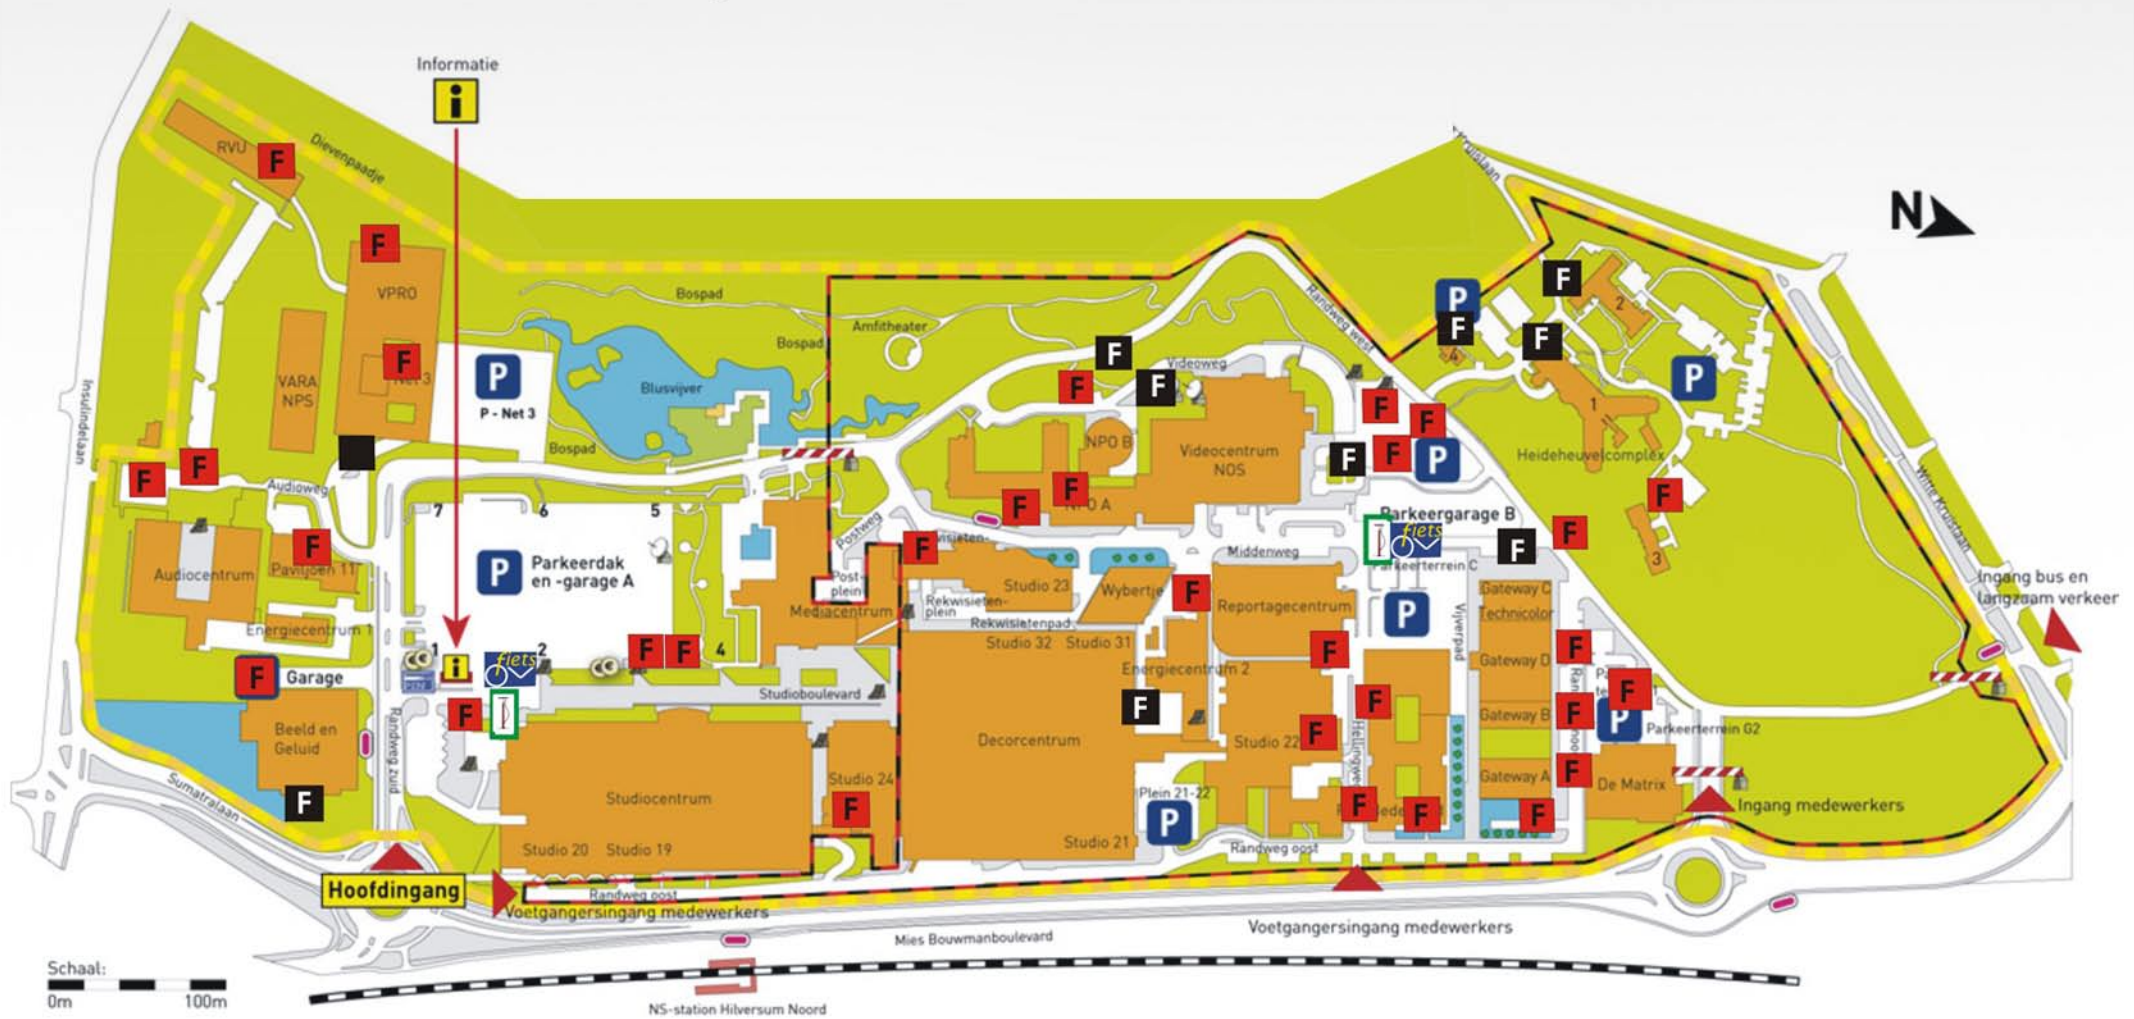 Informatie
i
RVU
F
Dievenpaadje
Kruislaan
N
F
VPRO
Bospad
P
F
F
2
Amfitheater
Randweg west
F
4
F
Bospad
F
Videoweg
VARA
NPS
F
Net 3
P
P - Net 3
Blusvijver
F
F
P
1
Insulindelaan
F
F
Bospad
NPO B
Videocentrum
NOS
F
F
P
Heideheuvelcomplex
Witte Kruislaan
F
F
Audioweg
7
6
5
F
F
NPO A
Parkeergarage B
F
Postweg
F
fiets
F
F
F
Middenweg
Paviljoen 11
Audiocentrum
P
Parkeerdak
en -garage A
Post-
plein
Mediacentrum
Studio 23
Wybertje
F
Parkeerterrein C
Gateway C
Technicolor
3
Ingang bus en
langzaam verkeer
Rekwisieten-
plein
Rekwisietenpad
Reportagecentrum
P
Vijverpad
Energiecentrum 1
1
i
fiets
2
F
F
4
Studio 32
Studio 31
Energiecentrum 2
F
F
Gateway D
F
Garage
Studioboulevard
F
F
F
Randweg zuid
F
Gateway B
F
P
Parkeerterrein G2
Beeld en
Geluid
Decorcentrum
Studio 22
F
Hellingweg
Studiocentrum
Studio 24
Gateway A
F
De Matrix
Sumatralaan
F
F
Plein 21-22
P
F
F
F
Ingang medewerkers
Studio 20
Studio 19
Studio 21
Randweg oost
Hoofdingang
Randweg oost
Voetgangersingang medewerkers
Mies Bouwmanboulevard
Voetgangersingang medewerkers
Schaal:
0m
100m
NS-station Hilversum Noord